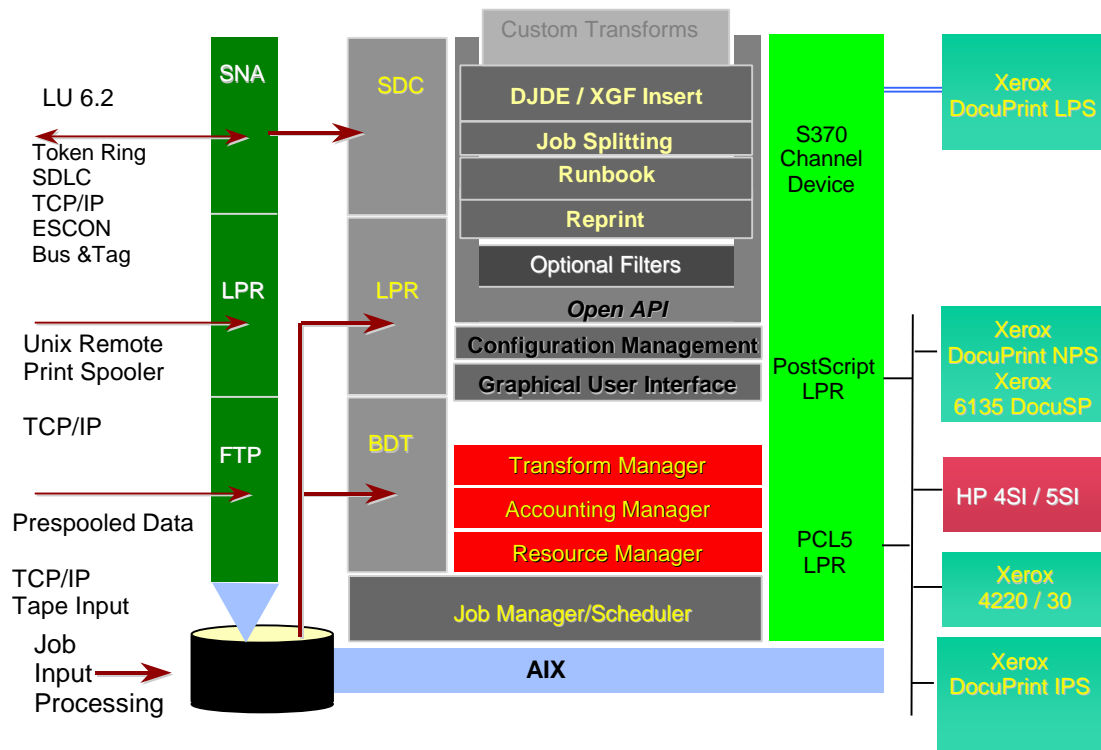 LU 6.2
Token Ring
SDLC
TCP/IP
ESCON
Bus &Tag
Unix Remote
Print Spooler
TCP/IP
Prespooled Data
TCP/IP
Tape Input
Job
Input
Processing
SNA
LPR
FTP
SDC
LPR
BDT
Custom Transforms
DJDE / XGF Insert
Job Splitting
Runbook
Reprint
Optional Filters
Open API
Configuration Management
Graphical User Interface
Transform Manager
Accounting Manager
Resource Manager
Job Manager/Scheduler
AIX
S370
Channel
Device
PostScript
LPR
PCL5
LPR
Xerox
DocuPrint LPS
Xerox
DocuPrint NPS
Xerox
6135 DocuSP
HP 4SI / 5SI
Xerox
4220 / 30
Xerox
DocuPrint IPS